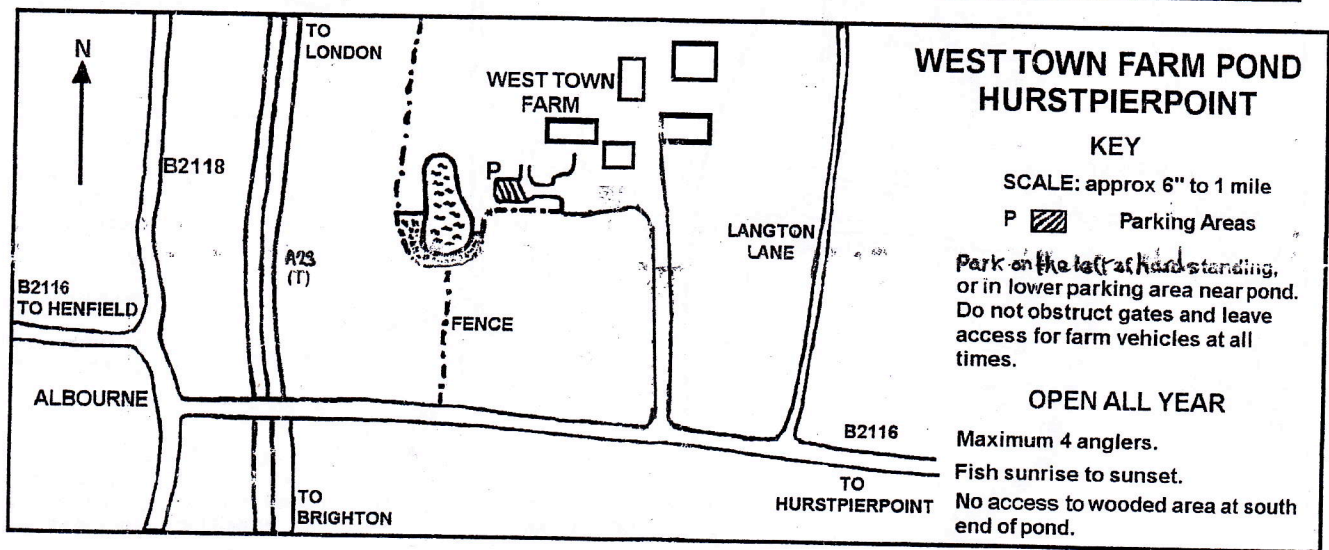 N
TO
LONDON
WEST TOWN
FARM
P
B2118
A23
(T)
B2116
TO HENFIELD
FENCE
LANGTON
LANE
ALBOURNE
B2116
TO
BRIGHTON
TO
HURSTPIERPOINT
WEST TOWN FARM POND
HURSTPIERPOINT
KEY
SCALE: approx 6" to 1 mile
P Parking Areas
Park on the left of hard standing,
or in lower parking area near pond.
Do not obstruct gates and leave
access for farm vehicles at all
times.
OPEN ALL YEAR
Maximum 4 anglers.
Fish sunrise to sunset.
No access to wooded area at south
end of pond.